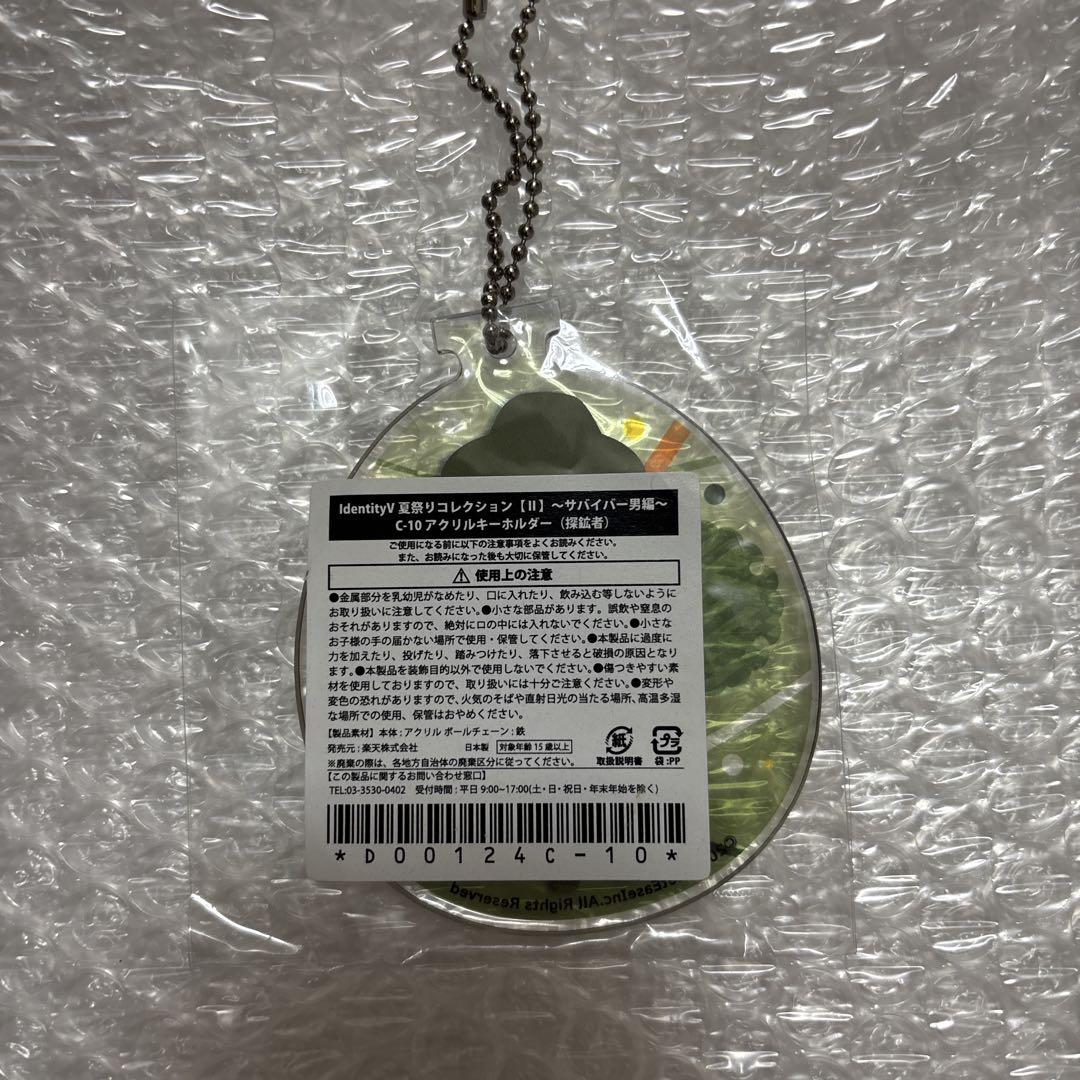 IdentityV 夏祭りコレクション【II】～サバイバー男編～
C-10 アクリルキーホルダー（探鉱者）
ご使用になる前に以下の注意事項をよくお読みください。
また、お読みになった後も大切に保管してください。
⚠ 使用上の注意
●金属部分を乳幼児がなめたり、口に入れたり、飲み込む等しないように
お取り扱いに注意してください。●小さな部品があります。誤飲や窒息の
おそれがありますので、絶対に口の中には入れないでください。●小さな
お子様の手の届かない場所で使用・保管してください。●本製品に過度に
力を加えたり、投げたり、踏みつけたり、落下させると破損の原因となり
ます。●本製品を装飾目的以外で使用しないでください。●傷つきやすい素
材を使用しておりますので、取り扱いには十分ご注意ください。●変形や
変色の恐れがありますので、火気のそばや直射日光の当たる場所、高温多湿
な場所での使用、保管はおやめください。
【製品素材】本体：アクリル ボールチェーン：鉄
発売元：楽天株式会社 日本製 対象年齢15歳以上
※廃棄の際は、各地方自治体の廃棄区分に従ってください。
紙 プラ
取扱説明書 袋：PP
【この製品に関するお問い合わせ窓口】
TEL:03-3530-0402 受付時間：平日 9:00~17:00(土・日・祝日・年末年始を除く)
*D00124C-10*
easeInc.All Rights Reserved